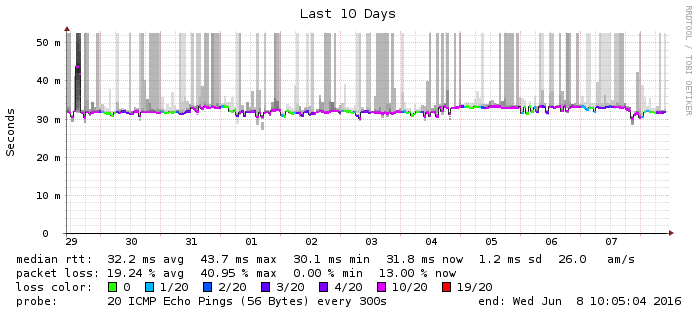 Last 10 Days
RRDTOOL / TOBI OETIKER
Seconds
50 m
40 m
30 m
20 m
10 m
0
29 30 31 01 02 03 04 05 06 07
median rtt: 32.2 ms avg 43.7 ms max 30.1 ms min 31.8 ms now 1.2 ms sd 26.0 am/s
packet loss: 19.24 % avg 40.95 % max 0.00 % min 13.00 % now
loss color: 0 1/20 2/20 3/20 4/20 10/20 19/20
probe: 20 ICMP Echo Pings (56 Bytes) every 300s end: Wed Jun 8 10:05:04 2016